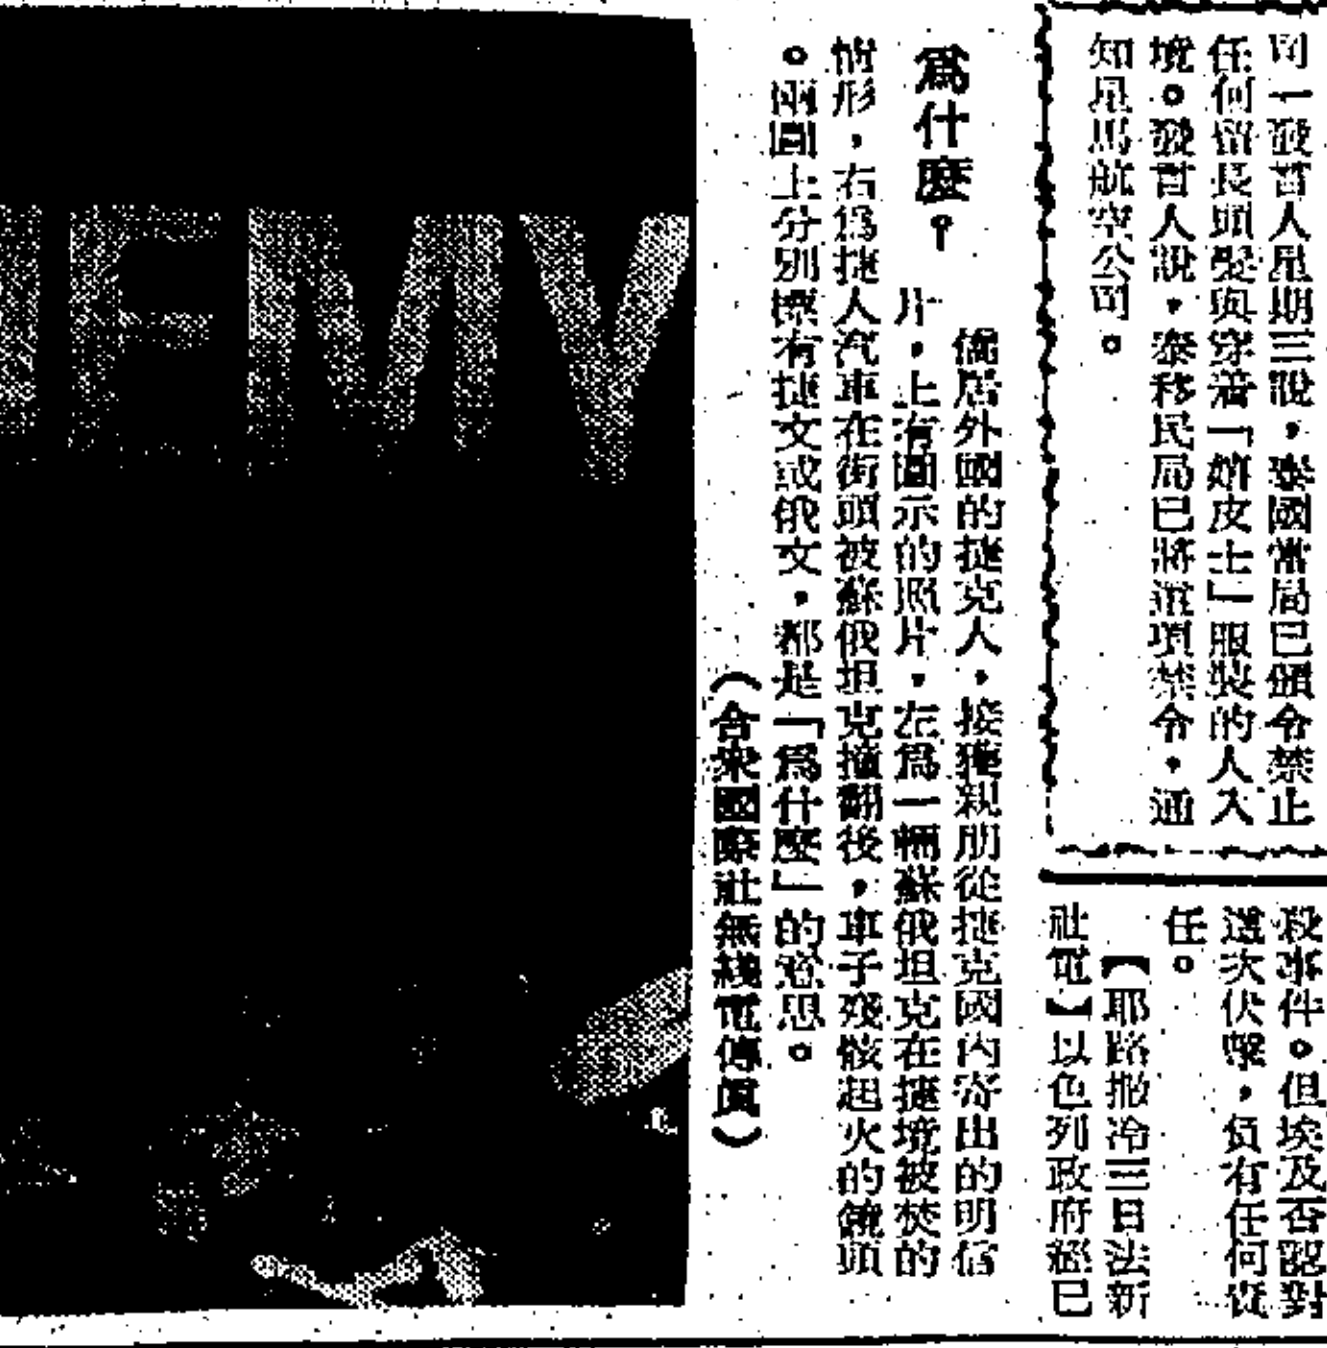 司一發言人星期三說，泰國當局已頒令禁止
任何留長頭髮與穿着「嬉皮士」服裝的人入
境。發言人說，泰移民局已將這項禁令，通
知星馬航空公司。
殺事件。但埃及否認對
這次伏擊，負有任何責
任。
【耶路撒冷三日法新
社電】以色列政府經已
爲什麼？
僑居外國的捷克人，接獲親朋從捷克國內寄出的明信
片，上有圖示的照片，左爲一輛蘇俄坦克在捷境被焚的
情形，右爲捷人汽車在街頭被蘇俄坦克撞翻後，車子殘骸起火的鏡頭
。兩圖上分別標有捷文或俄文，都是「爲什麼」的意思。
（合衆國際社無綫電傳眞）
EMY